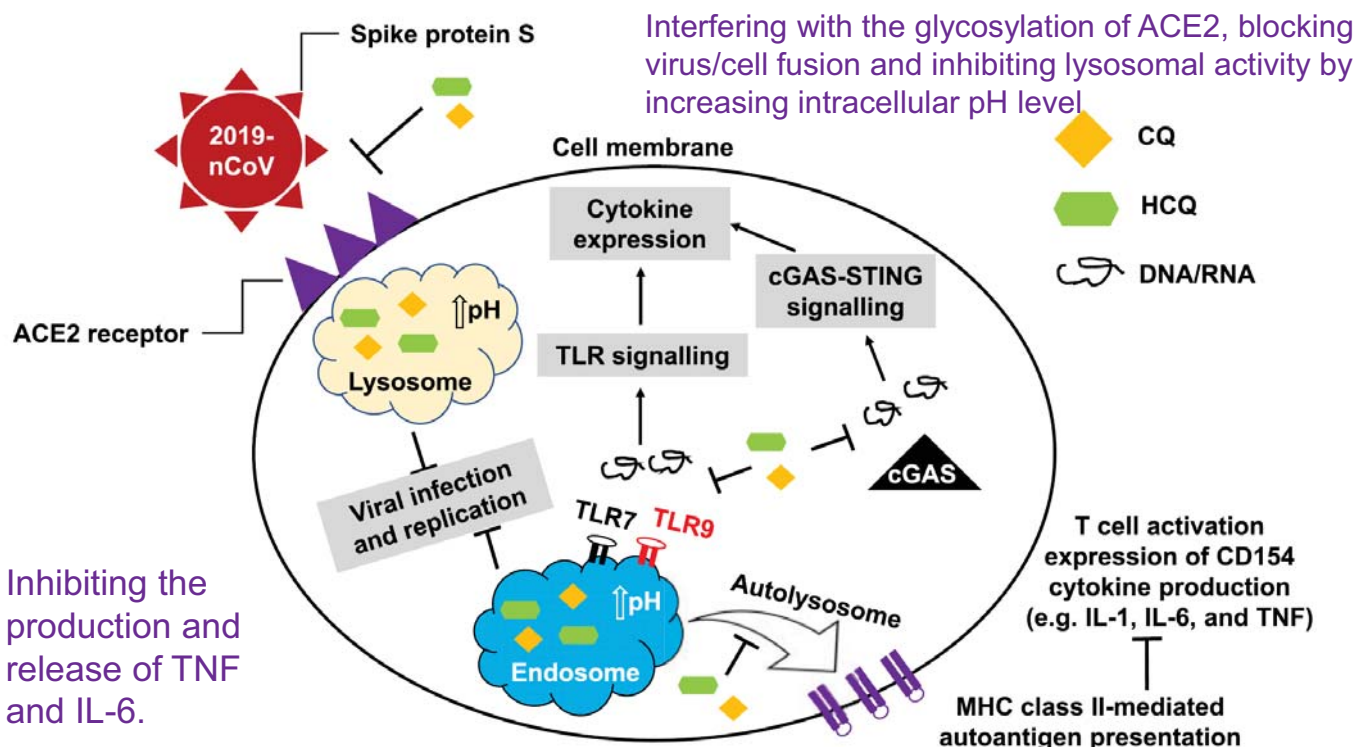 Spike protein S
Interfering with the glycosylation of ACE2, blocking
virus/cell fusion and inhibiting lysosomal activity by
increasing intracellular pH level
2019-
nCoV
CQ
HCQ
DNA/RNA
Cell membrane
Cytokine
expression
cGAS-STING
signalling
ACE2 receptor
⇧pH
Lysosome
TLR signalling
cGAS
Viral infection
and replication
TLR7
TLR9
⇧pH
Endosome
Autolysosome
T cell activation
expression of CD154
cytokine production
(e.g. IL-1, IL-6, and TNF)
MHC class II-mediated
autoantigen presentation
Inhibiting the
production and
release of TNF
and IL-6.